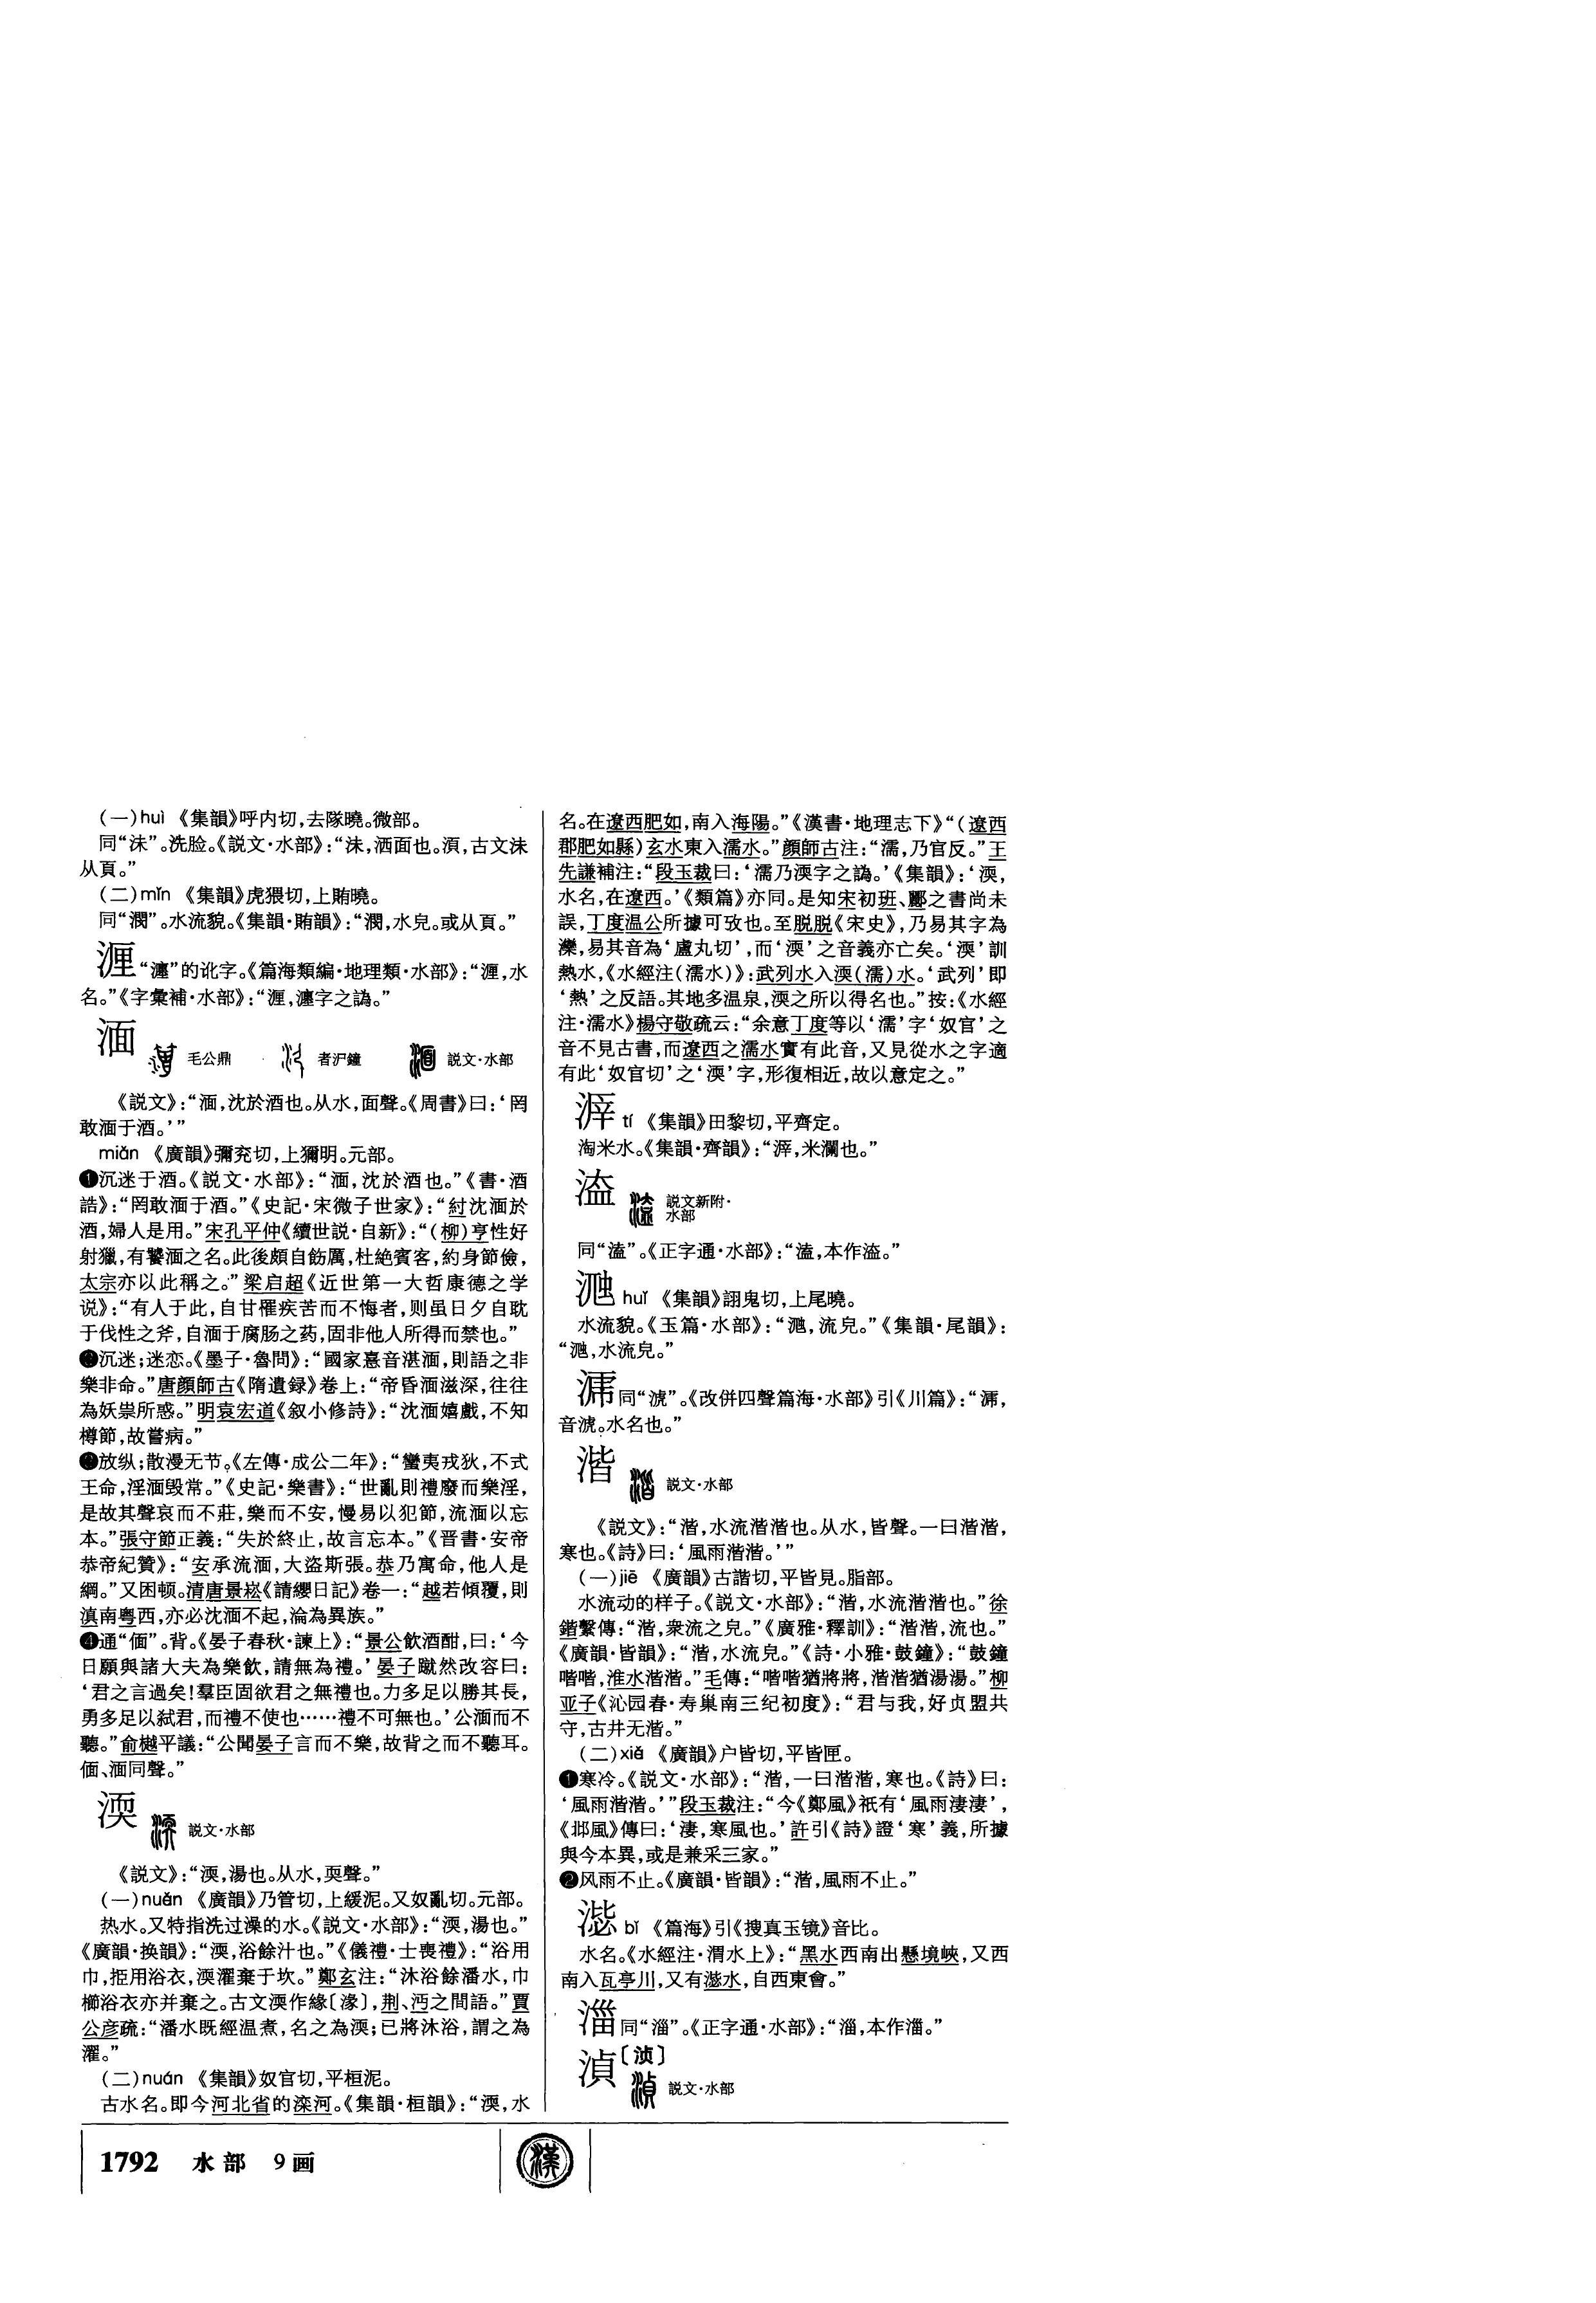 (一)huì 《集韻》呼内切,去隊曉。微部。
同“沬”。洗脸。《説文·水部》:“沬,洒面也。湏,古文沬
从頁。”
(二)mǐn 《集韻》虎猥切,上賄曉。
同“潤”。水流貌。《集韻·賄韻》:“潤,水皃。或从頁。”
湹 “瀍”的讹字。《篇海類編·地理類·水部》:“湹,水
名。”《字彙補·水部》:“湹,瀍字之譌。”
湎
毛公鼎 者沪鐘 説文·水部
《説文》:“湎,沈於酒也。从水,面聲。《周書》曰:‘罔
敢湎于酒。’”
miǎn 《廣韻》彌兖切,上獮明。元部。
❶沉迷于酒。《説文·水部》:“湎,沈於酒也。”《書·酒
誥》:“罔敢湎于酒。”《史記·宋微子世家》:“紂沈湎於
酒,婦人是用。”宋孔平仲《續世説·自新》:“(柳)亨性好
射獵,有饕湎之名。此後頗自飭厲,杜絶賓客,約身節儉,
太宗亦以此稱之。”梁启超《近世第一大哲康德之学
说》:“有人于此,自甘罹疾苦而不悔者,则虽日夕自耽
于伐性之斧,自湎于腐肠之药,固非他人所得而禁也。”
❷沉迷;迷恋。《墨子·魯問》:“國家憙音湛湎,則語之非
樂非命。”唐顔師古《隋遺録》卷上:“帝昏湎滋深,往往
為妖祟所惑。”明袁宏道《叙小修詩》:“沈湎嬉戲,不知
樽節,故嘗病。”
❸放纵;散漫无节。《左傳·成公二年》:“蠻夷戎狄,不式
王命,淫湎毁常。”《史記·樂書》:“世亂則禮廢而樂淫,
是故其聲哀而不莊,樂而不安,慢易以犯節,流湎以忘
本。”張守節正義:“失於終止,故言忘本。”《晋書·安帝
恭帝紀贊》:“安承流湎,大盗斯張。恭乃寓命,他人是
綱。”又困顿。清唐景崧《請纓日記》卷一:“越若傾覆,則
滇南粤西,亦必沈湎不起,淪為異族。”
❹通“偭”。背。《晏子春秋·諫上》:“景公飲酒酣,曰:‘今
日願與諸大夫為樂飲,請無為禮。’晏子蹴然改容曰:
‘君之言過矣!羣臣固欲君之無禮也。力多足以勝其長,
勇多足以弑君,而禮不使也……禮不可無也。’公湎而不
聽。”俞樾平議:“公聞晏子言而不樂,故背之而不聽耳。
偭、湎同聲。”
渜
説文·水部
《説文》:“渜,湯也。从水,耎聲。”
(一)nuǎn 《廣韻》乃管切,上緩泥。又奴亂切。元部。
热水。又特指洗过澡的水。《説文·水部》:“渜,湯也。”
《廣韻·换韻》:“渜,浴餘汁也。”《儀禮·士喪禮》:“浴用
巾,挋用浴衣,渜濯棄于坎。”鄭玄注:“沐浴餘潘水,巾
櫛浴衣亦并棄之。古文渜作緣〔湪〕,荆、沔之間語。”賈
公彦疏:“潘水既經温煮,名之為渜;已將沐浴,謂之為
濯。”
(二)nuán 《集韻》奴官切,平桓泥。
古水名。即今河北省的滦河。《集韻·桓韻》:“渜,水
名。在遼西肥如,南入海陽。”《漢書·地理志下》“(遼西
郡肥如縣)玄水東入濡水。”顔師古注:“濡,乃官反。”王
先謙補注:“段玉裁曰:‘濡乃渜字之譌。’《集韻》:‘渜,
水名,在遼西。’《類篇》亦同。是知宋初班、酈之書尚未
誤,丁度温公所據可攷也。至脱脱《宋史》,乃易其字為
灤,易其音為‘盧丸切’,而‘渜’之音義亦亡矣。‘渜’訓
熱水,《水經注(濡水)》:武列水入渜(濡)水。‘武列’即
‘熱’之反語。其地多温泉,渜之所以得名也。”按:《水經
注·濡水》楊守敬疏云:“余意丁度等以‘濡’字‘奴官’之
音不見古書,而遼西之濡水實有此音,又見從水之字適
有此‘奴官切’之‘渜’字,形復相近,故以意定之。”
tí 《集韻》田黎切,平齊定。
淘米水。《集韻·齊韻》:“,米瀾也。”
溘
説文新附·
水部
同“溘”。《正字通·水部》:“溘,本作。”
huǐ 《集韻》詡鬼切,上尾曉。
水流貌。《玉篇·水部》:“,流皃。”《集韻·尾韻》:
“,水流皃。”
同“淲”。《改併四聲篇海·水部》引《川篇》:“,
音淲。水名也。”
湝
説文·水部
《説文》:“湝,水流湝湝也。从水,皆聲。一曰湝湝,
寒也。《詩》曰:‘風雨湝湝。’”
(一)jiē 《廣韻》古諧切,平皆見。脂部。
水流动的样子。《説文·水部》:“湝,水流湝湝也。”徐
鍇繫傳:“湝,衆流之皃。”《廣雅·釋訓》:“湝湝,流也。”
《廣韻·皆韻》:“湝,水流皃。”《詩·小雅·鼓鐘》:“鼓鐘
喈喈,淮水湝湝。”毛傳:“喈喈猶將將,湝湝猶湯湯。”柳
亚子《沁园春·寿巢南三纪初度》:“君与我,好贞盟共
守,古井无湝。”
(二)xiá 《廣韻》户皆切,平皆匣。
❶寒冷。《説文·水部》:“湝,一曰湝湝,寒也。《詩》曰:
‘風雨湝湝。’”段玉裁注:“今《鄭風》衹有‘風雨淒淒’,
《邶風》傳曰:‘淒,寒風也。’許引《詩》證‘寒’義,所據
與今本異,或是兼采三家。”
❷风雨不止。《廣韻·皆韻》:“湝,風雨不止。”
bǐ 《篇海》引《搜真玉镜》音比。
水名。《水經注·渭水上》:“黑水西南出懸境峽,又西
南入瓦亭川,又有水,自西東會。”
同“淄”。《正字通·水部》:“淄,本作。”
湞〔浈〕
説文·水部
1792 水部 9画
漢